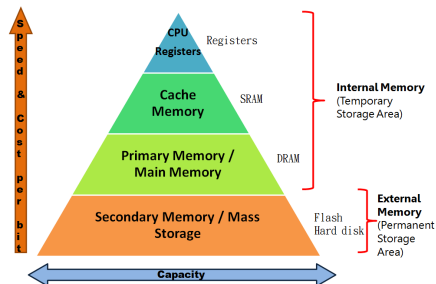 Speed & Cost per bit
CPU
Registers
Registers
Cache
Memory
SRAM
Primary Memory /
Main Memory
DRAM
Secondary Memory / Mass
Storage
Flash
Hard disk
Internal Memory
(Temporary
Storage Area)
External
Memory
(Permanent
Storage
Area)
Capacity